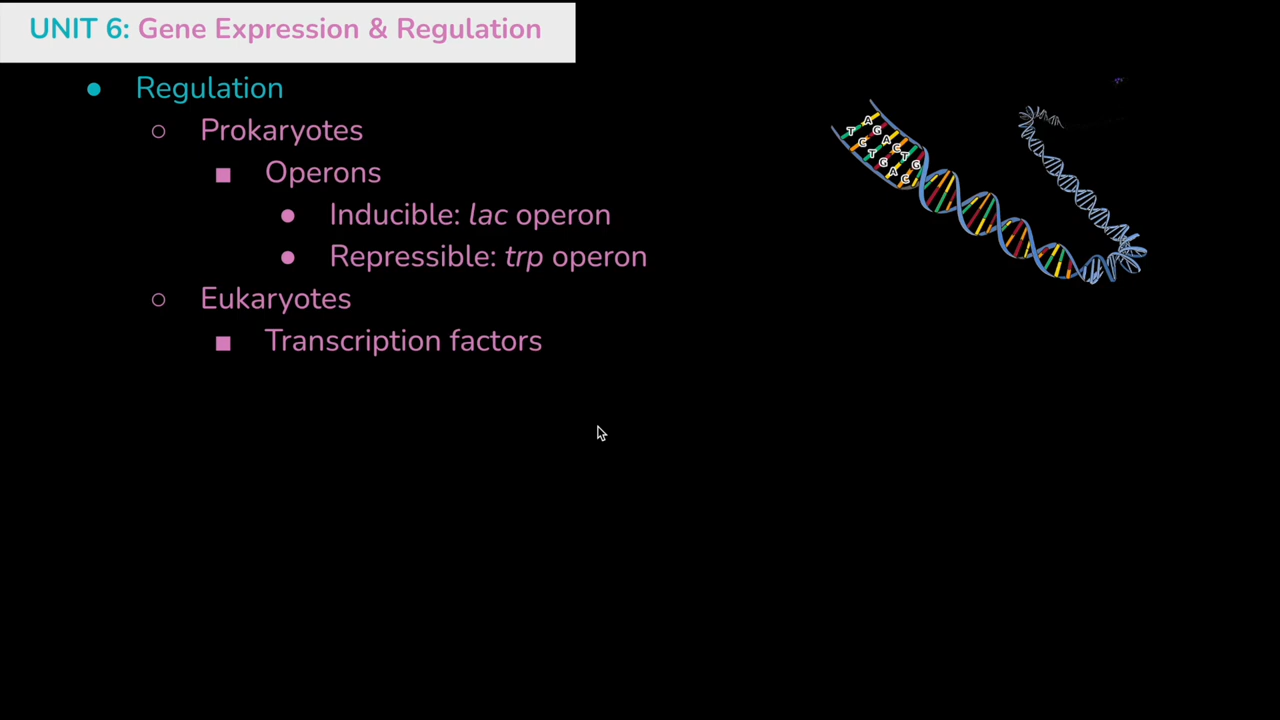 UNIT 6: Gene Expression & Regulation
● Regulation
○ Prokaryotes
■ Operons
● Inducible: lac operon
● Repressible: trp operon
○ Eukaryotes
■ Transcription factors
A G A C T G
T C T G A C